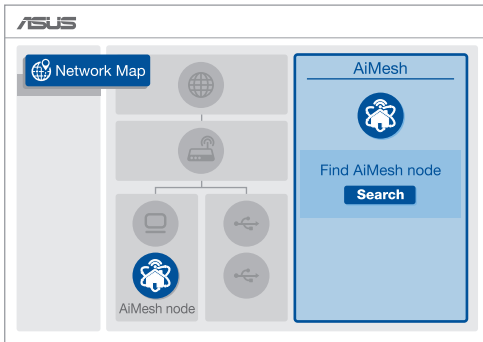 ASUS
Network Map
AiMesh node
AiMesh
Find AiMesh node
Search